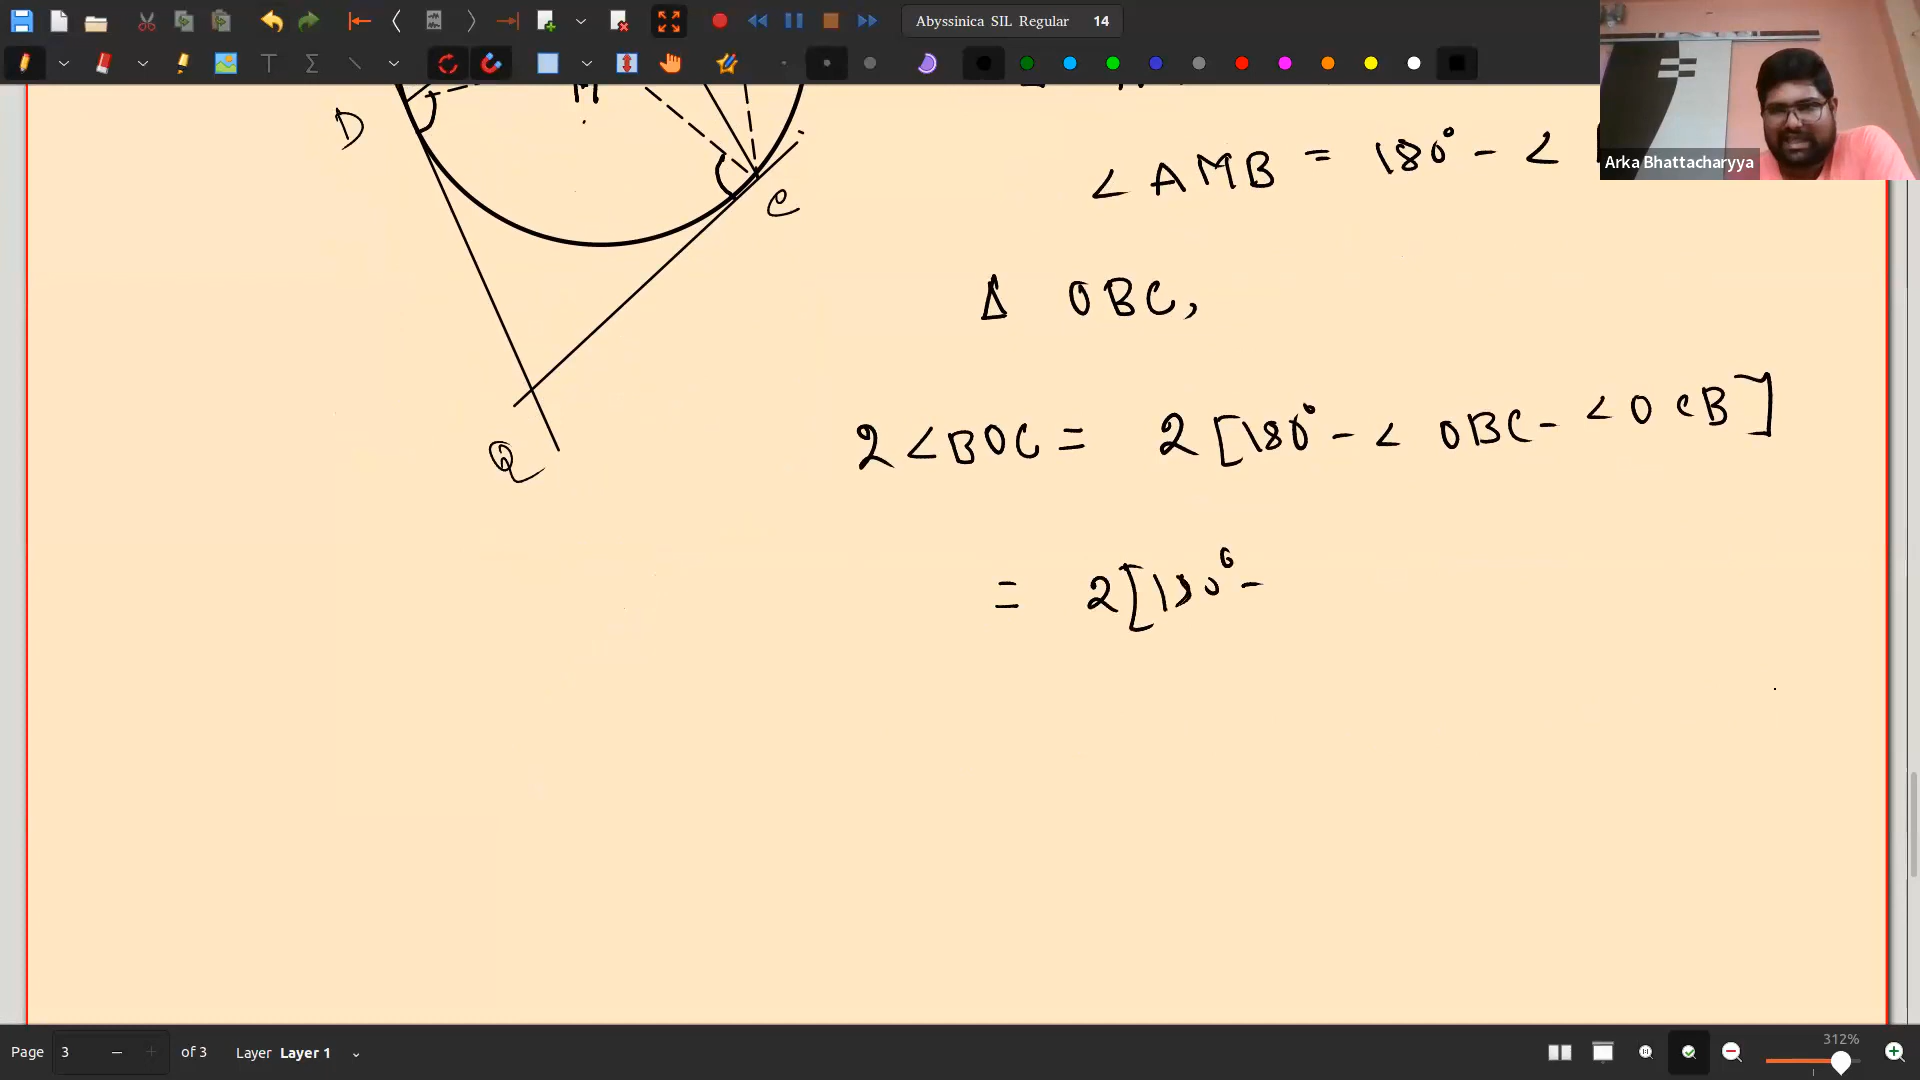 Abyssinica SIL Regular 14
Arka Bhattacharyya
D
M
∠AMB = 180° - ∠
C
Δ OBC,
2∠BOC = 2[180° - ∠OBC - ∠OCB]
Q
= 2[180° -
Page 3 of 3 Layer Layer 1
312%